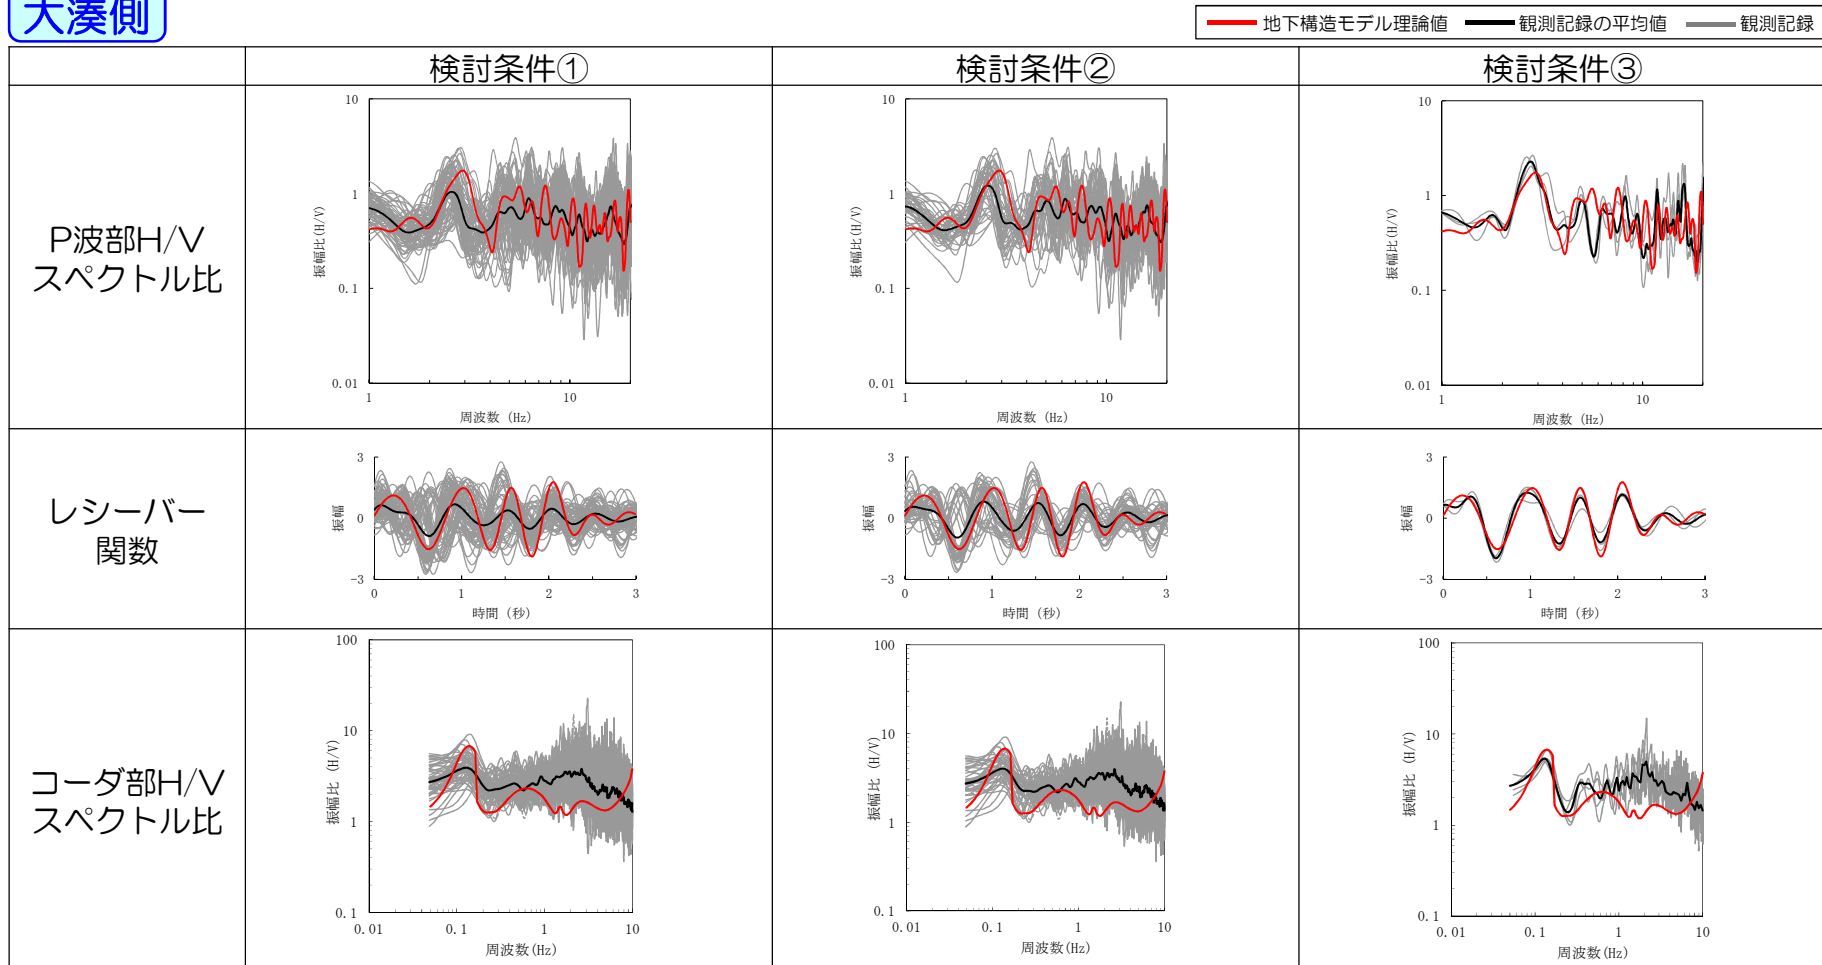 大湊側
地下構造モデル理論値 観測記録の平均値 観測記録
検討条件① 検討条件② 検討条件③
P波部H/V
スペクトル比
10
1
0.1
0.01
振幅比(H/V)
1 10
周波数 (Hz)
10
1
0.1
0.01
振幅比(H/V)
1 10
周波数 (Hz)
10
1
0.1
0.01
振幅比(H/V)
1 10
周波数 (Hz)
レシーバー
関数
3
0
-3
振幅
0 1 2 3
時間 (秒)
3
0
-3
振幅
0 1 2 3
時間 (秒)
3
0
-3
振幅
0 1 2 3
時間 (秒)
コーダ部H/V
スペクトル比
100
10
1
0.1
振幅比 (H/V)
0.01 0.1 1 10
周波数(Hz)
100
10
1
0.1
振幅比 (H/V)
0.01 0.1 1 10
周波数(Hz)
100
10
1
0.1
振幅比 (H/V)
0.01 0.1 1 10
周波数(Hz)